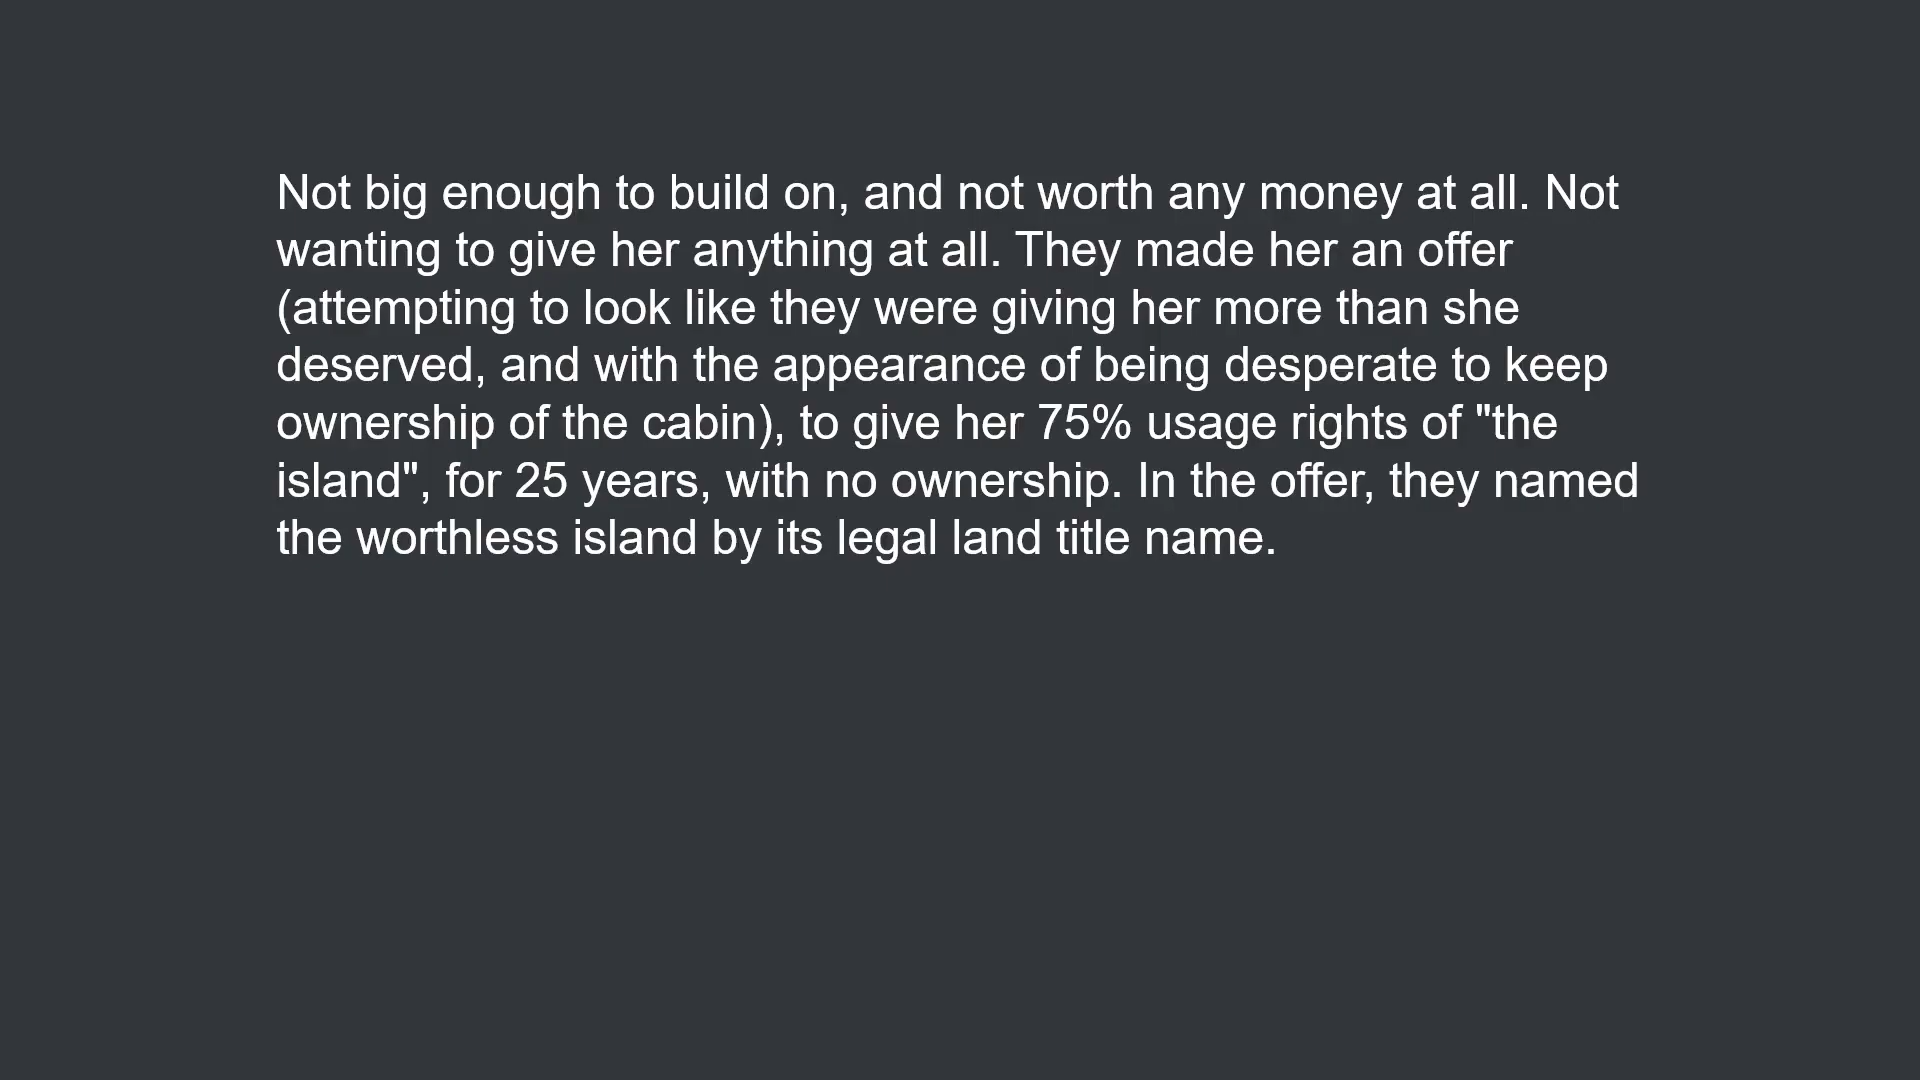 Not big enough to build on, and not worth any money at all. Not
wanting to give her anything at all. They made her an offer
(attempting to look like they were giving her more than she
deserved, and with the appearance of being desperate to keep
ownership of the cabin), to give her 75% usage rights of "the
island", for 25 years, with no ownership. In the offer, they named
the worthless island by its legal land title name.